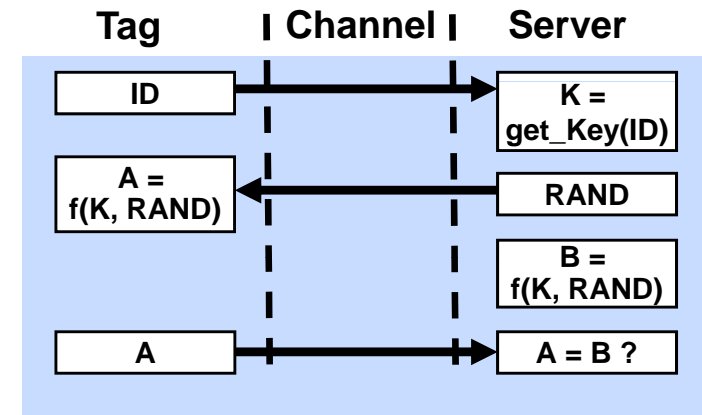 Tag Channel Server
ID
K =
get_Key(ID)
A =
f(K, RAND)
RAND
B =
f(K, RAND)
A
A = B ?